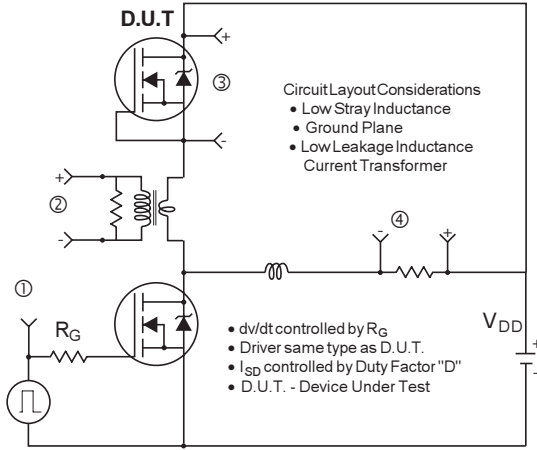 D.U.T
+
③
-
Circuit Layout Considerations
• Low Stray Inductance
• Ground Plane
• Low Leakage Inductance
Current Transformer
+
②
-
④
-
+
①
RG
VDD
+
-
• dv/dt controlled by RG
• Driver same type as D.U.T.
• ISD controlled by Duty Factor "D"
• D.U.T. - Device Under Test